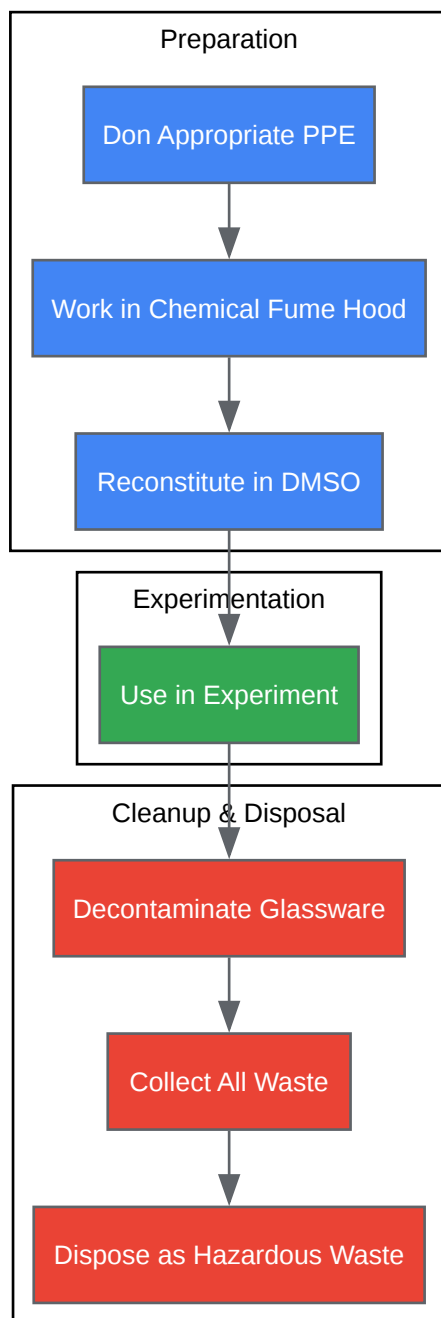 Preparation
Don Appropriate PPE
Work in Chemical Fume Hood
Reconstitute in DMSO
Experimentation
Use in Experiment
Cleanup & Disposal
Decontaminate Glassware
Collect All Waste
Dispose as Hazardous Waste